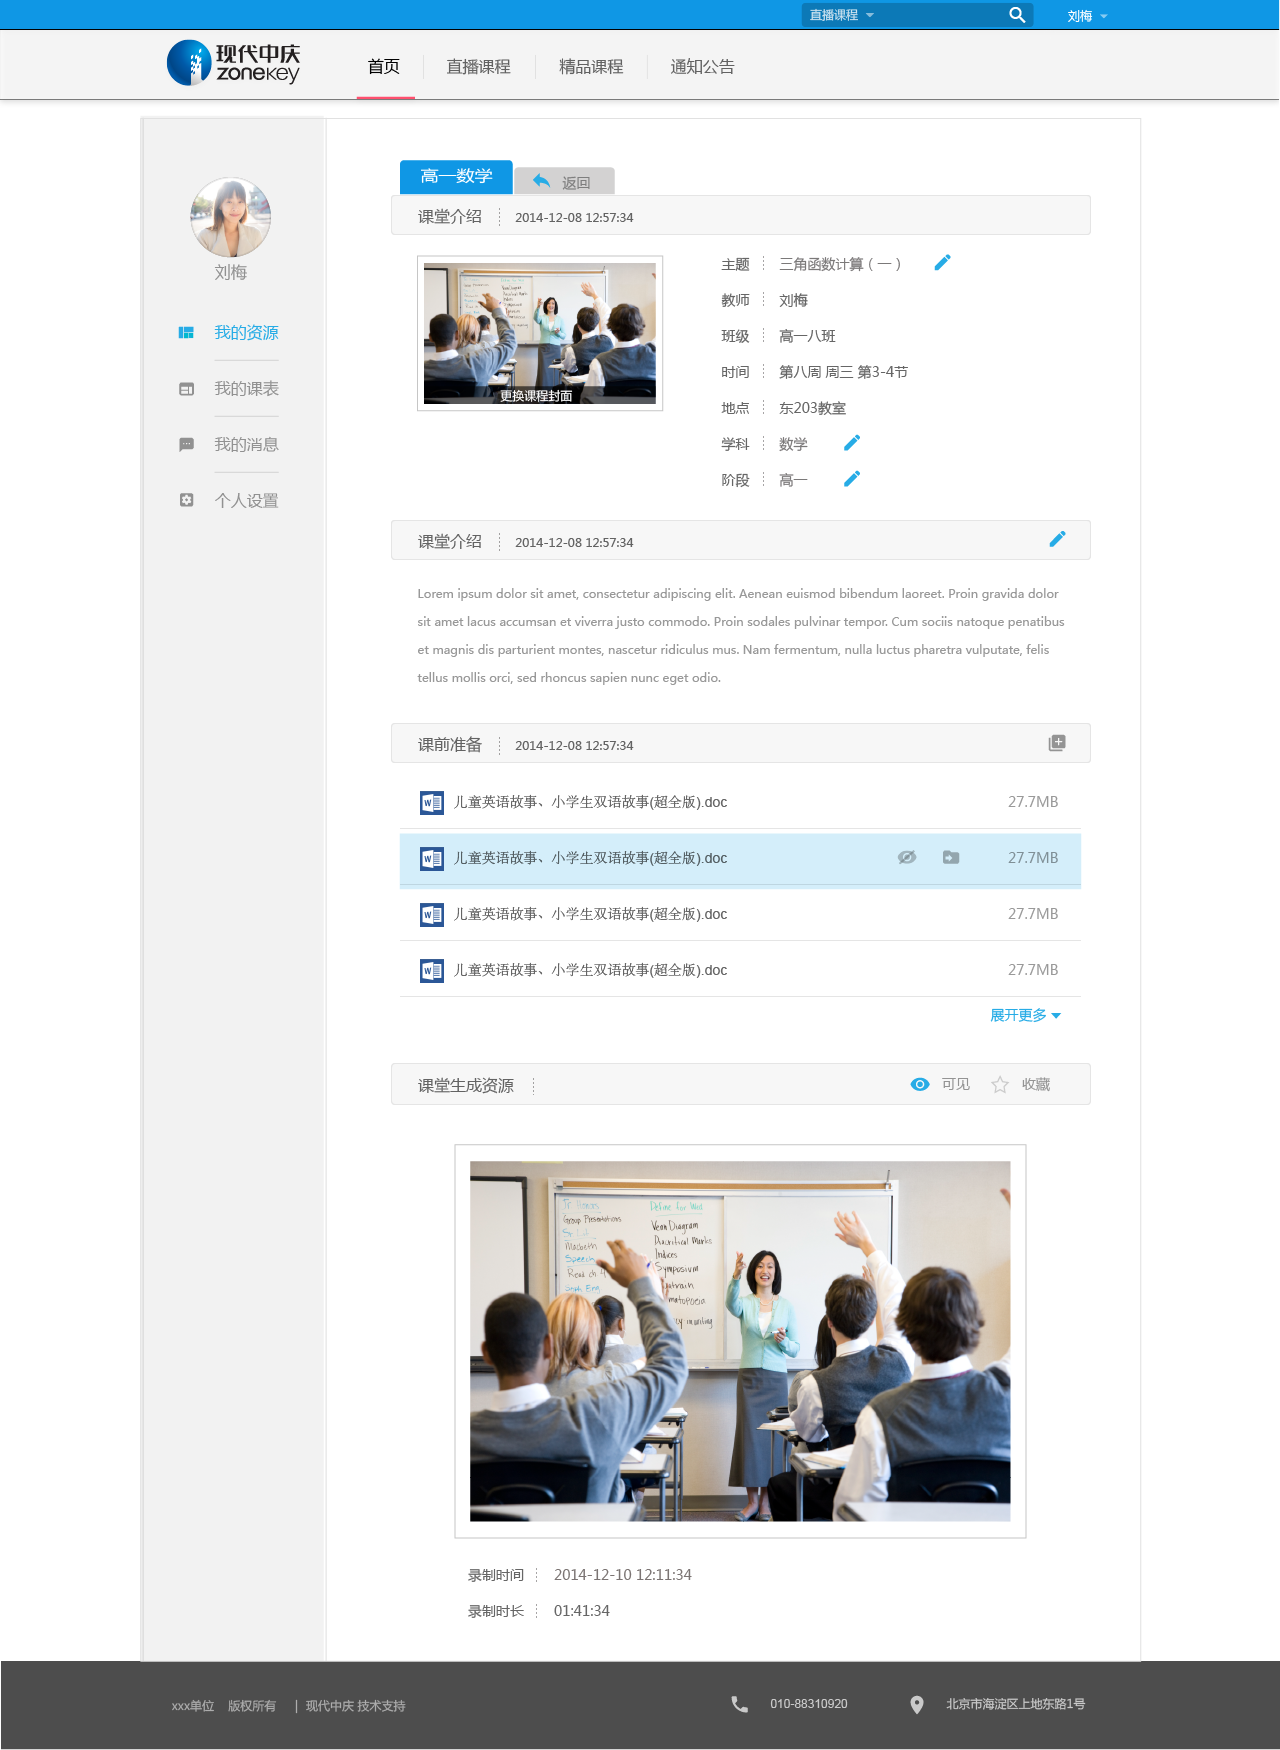 直播课程
刘梅
现代中庆
zonekey
首页
直播课程
精品课程
通知公告
刘梅
我的资源
我的课表
我的消息
个人设置
高一数学
返回
课堂介绍 2014-12-08 12:57:34
更换课程封面
主题 三角函数计算（一）
教师 刘梅
班级 高一八班
时间 第八周 周三 第3-4节
地点 东203教室
学科 数学
阶段 高一
课堂介绍 2014-12-08 12:57:34
Lorem ipsum dolor sit amet, consectetur adipiscing elit. Aenean euismod bibendum laoreet. Proin gravida dolor
sit amet lacus accumsan et viverra justo commodo. Proin sodales pulvinar tempor. Cum sociis natoque penatibus
et magnis dis parturient montes, nascetur ridiculus mus. Nam fermentum, nulla luctus pharetra vulputate, felis
tellus mollis orci, sed rhoncus sapien nunc eget odio.
课前准备 2014-12-08 12:57:34
儿童英语故事、小学生双语故事(超全版).doc 27.7MB
儿童英语故事、小学生双语故事(超全版).doc 27.7MB
儿童英语故事、小学生双语故事(超全版).doc 27.7MB
儿童英语故事、小学生双语故事(超全版).doc 27.7MB
展开更多
课堂生成资源 可见 收藏
Group Presentations
Macbeth
Speech
Read ch 4
Venn Diagram
Diacritical Marks
Indices
Symposium
录制时间 2014-12-10 12:11:34
录制时长 01:41:34
xxx单位 版权所有 | 现代中庆 技术支持
010-88310920
北京市海淀区上地东路1号